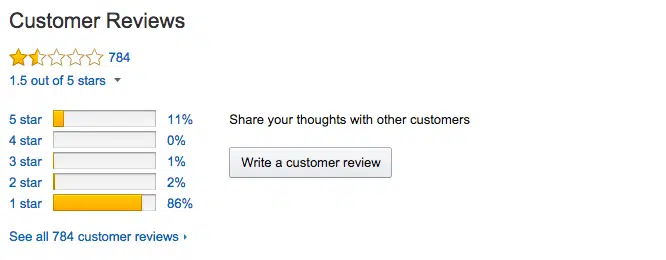 Customer Reviews
784
1.5 out of 5 stars
5 star 11%
4 star 0%
3 star 1%
2 star 2%
1 star 86%
See all 784 customer reviews
Share your thoughts with other customers
Write a customer review